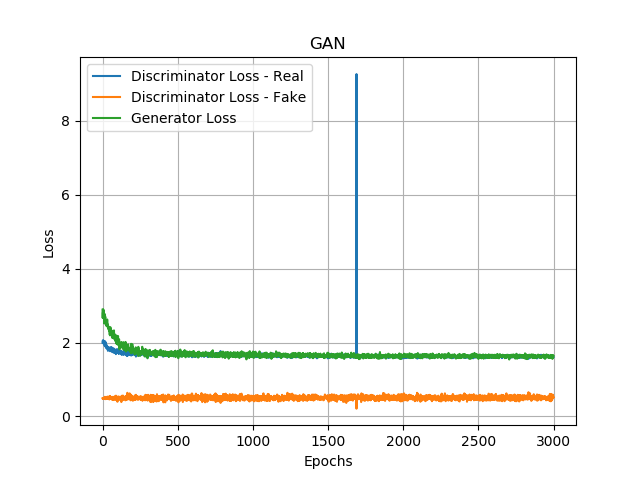 GAN
Discriminator Loss - Real
Discriminator Loss - Fake
Generator Loss
Loss
8
6
4
2
0
0 500 1000 1500 2000 2500 3000
Epochs